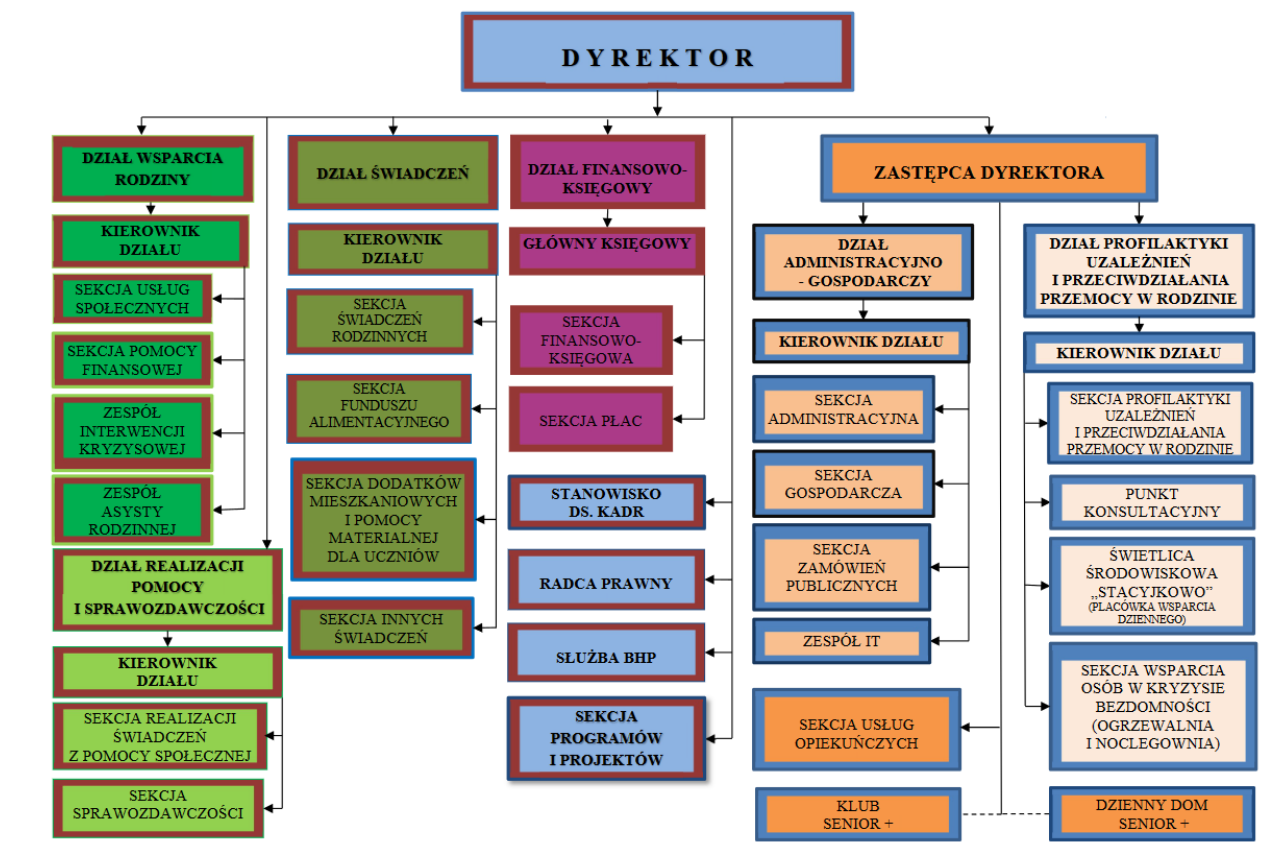 DYREKTOR
DZIAŁ WSPARCIA
RODZINY
KIEROWNIK
DZIAŁU
SEKCJA USŁUG
SPOŁECZNYCH
SEKCJA POMOCY
FINANSOWEJ
ZESPÓŁ
INTERWENCJI
KRYZYSOWEJ
ZESPÓŁ
ASYSTY
RODZINNEJ
DZIAŁ REALIZACJI
POMOCY
I SPRAWOZDAWCZOŚCI
KIEROWNIK
DZIAŁU
SEKCJA REALIZACJI
ŚWIADCZEŃ
Z POMOCY SPOŁECZNEJ
SEKCJA
SPRAWOZDAWCZOŚCI
DZIAŁ ŚWIADCZEŃ
KIEROWNIK
DZIAŁU
SEKCJA
ŚWIADCZEŃ
RODZINNYCH
SEKCJA
FUNDUSZU
ALIMENTACYJNEGO
SEKCJA DODATKÓW
MIESZKANIOWYCH
I POMOCY
MATERIALNEJ
DLA UCZNIÓW
SEKCJA INNYCH
ŚWIADCZEŃ
DZIAŁ FINANSOWO-
KSIĘGOWY
GŁÓWNY KSIĘGOWY
SEKCJA
FINANSOWO-
KSIĘGOWA
SEKCJA PŁAC
STANOWISKO
DS. KADR
RADCA PRAWNY
SŁUŻBA BHP
SEKCJA
PROGRAMÓW
I PROJEKTÓW
ZASTĘPCA DYREKTORA
DZIAŁ
ADMINISTRACYJNO
- GOSPODARCZY
KIEROWNIK DZIAŁU
SEKCJA
ADMINISTRACYJNA
SEKCJA
GOSPODARCZA
SEKCJA
ZAMÓWIEŃ
PUBLICZNYCH
ZESPÓŁ IT
SEKCJA USŁUG
OPIEKUŃCZYCH
KLUB
SENIOR +
DZIAŁ PROFILAKTYKI
UZALEŻNIEŃ
I PRZECIWDZIAŁANIA
PRZEMOCY W RODZINIE
KIEROWNIK DZIAŁU
SEKCJA PROFILAKTYKI
UZALEŻNIEŃ
I PRZECIWDZIAŁANIA
PRZEMOCY W RODZINIE
PUNKT
KONSULTACYJNY
ŚWIETLICA
ŚRODOWISKOWA
„STACYJKOWO”
(PLACÓWKA WSPARCIA
DZIENNEGO)
SEKCJA WSPARCIA
OSÓB W KRYZYSIE
BEZDOMNOŚCI
(OGRZEWALNIA
I NOCLEGOWNIA)
DZIENNY DOM
SENIOR +